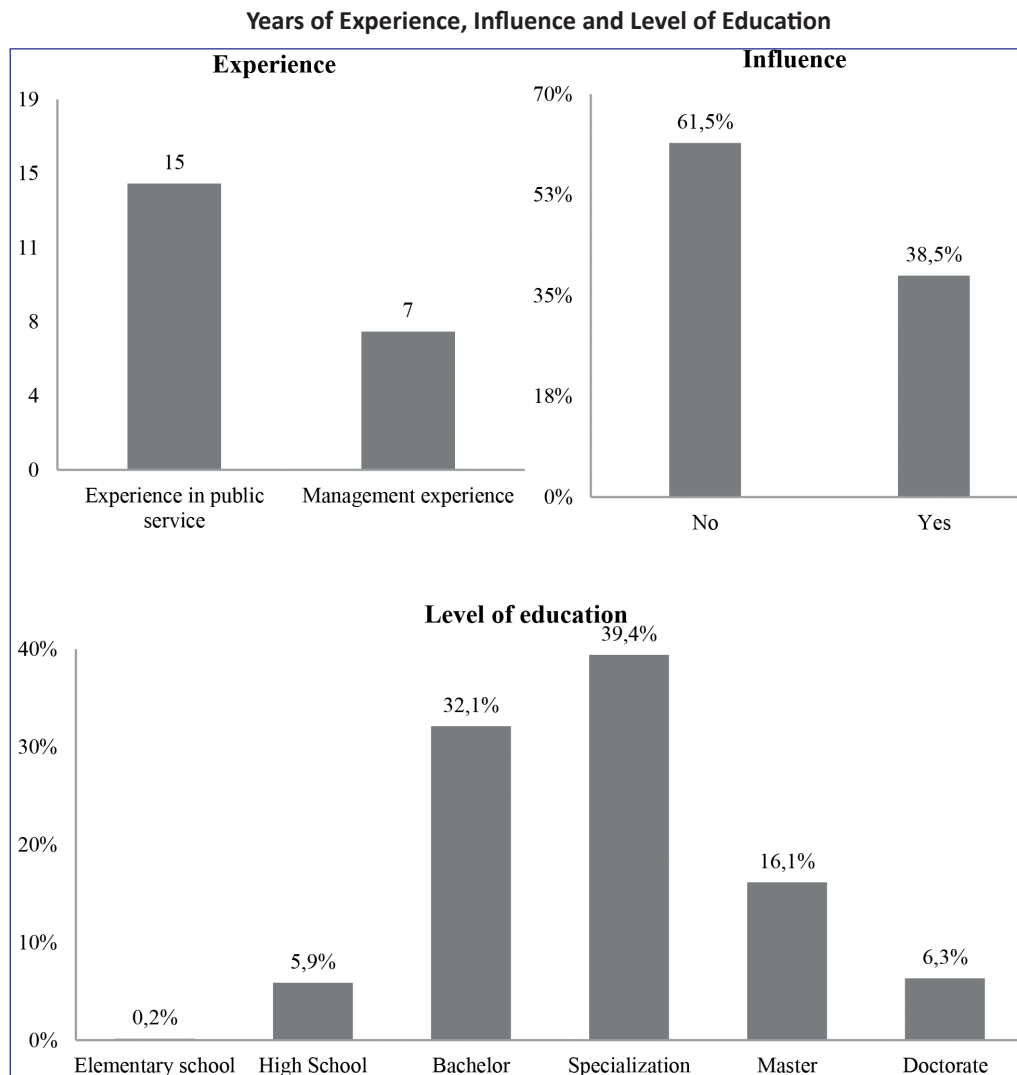 Years of Experience, Influence and Level of Education
Experience
19
15
11
8
4
0
15
7
Experience in public
service
Management experience
Influence
70%
53%
35%
18%
0%
61,5%
38,5%
No
Yes
Level of education
40%
30%
20%
10%
0%
0,2%
5,9%
32,1%
39,4%
16,1%
6,3%
Elementary school
High School
Bachelor
Specialization
Master
Doctorate